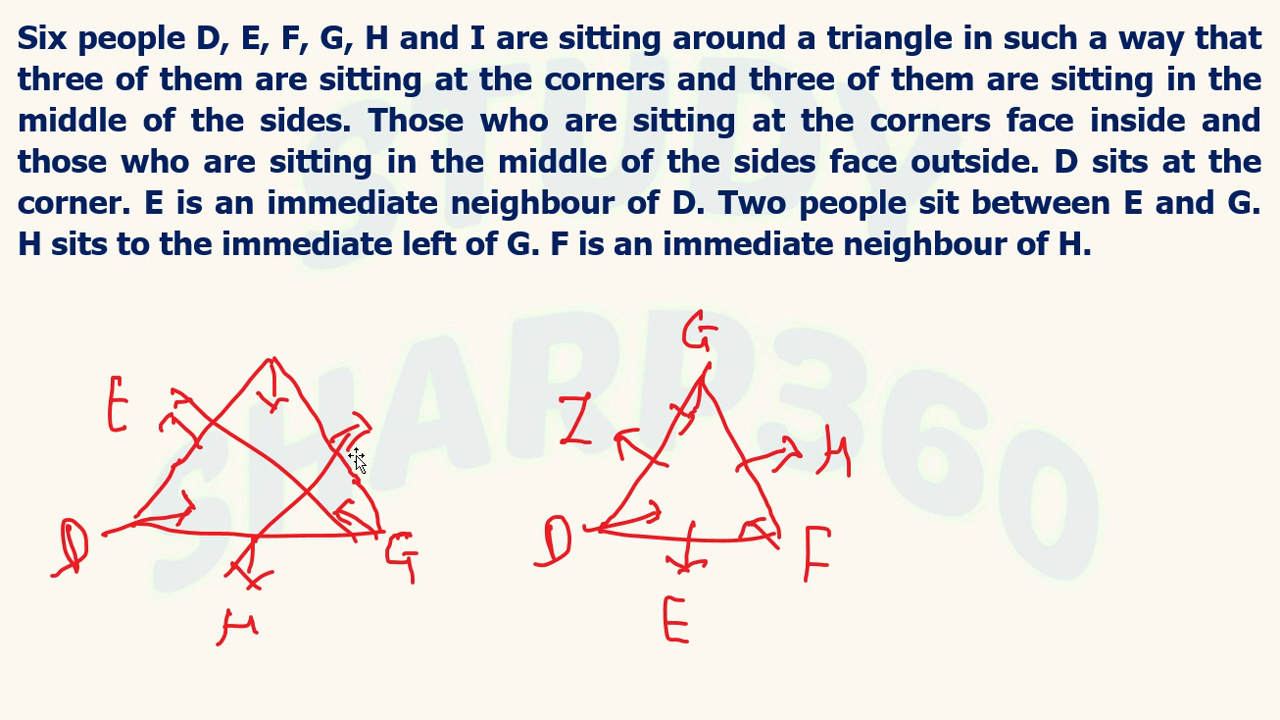 Six people D, E, F, G, H and I are sitting around a triangle in such a way that
three of them are sitting at the corners and three of them are sitting in the
middle of the sides. Those who are sitting at the corners face inside and
those who are sitting in the middle of the sides face outside. D sits at the
corner. E is an immediate neighbour of D. Two people sit between E and G.
H sits to the immediate left of G. F is an immediate neighbour of H.
STUDY
SHARP360
G
E
I
H
D
G
D
F
H
E